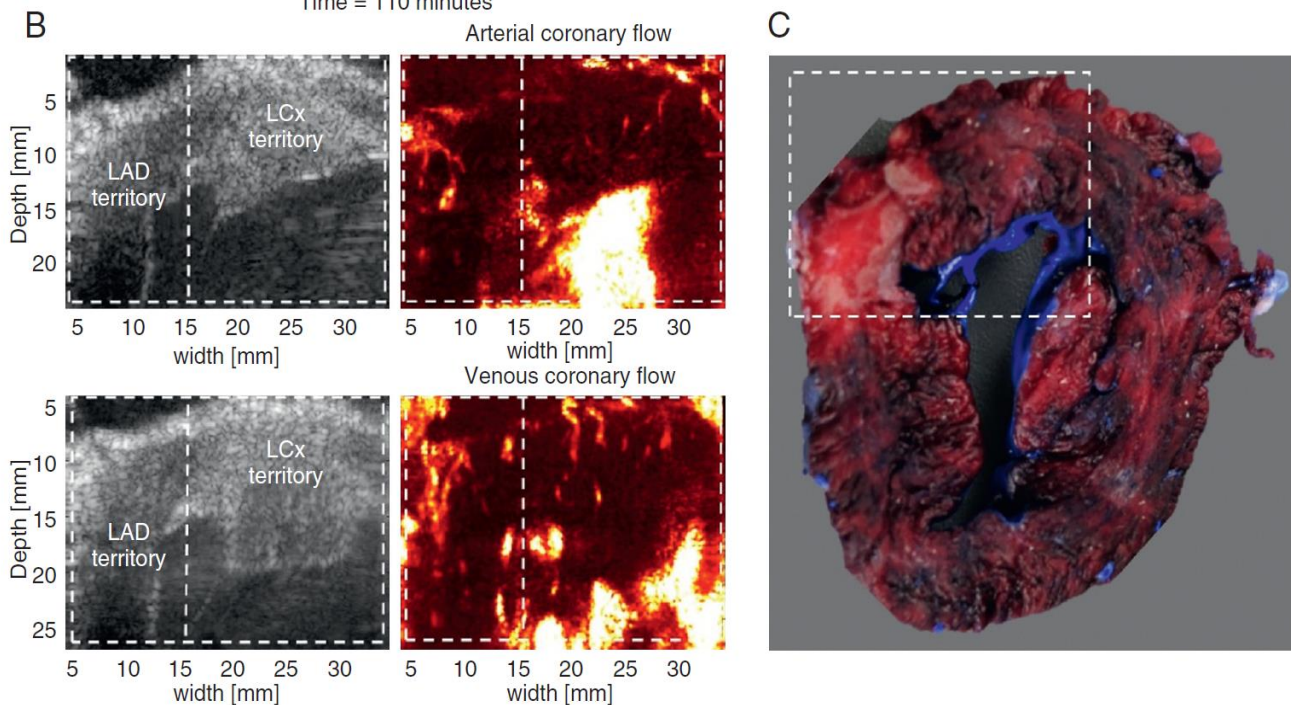 Time = 110 minutes
B
Arterial coronary flow
C
Depth [mm]
5
10
15
20
LCx
territory
LAD
territory
5 10 15 20 25 30
width [mm]
5 10 15 20 25 30
width [mm]
Venous coronary flow
Depth [mm]
5
10
15
20
25
LCx
territory
LAD
territory
5 10 15 20 25 30
width [mm]
5 10 15 20 25 30
width [mm]